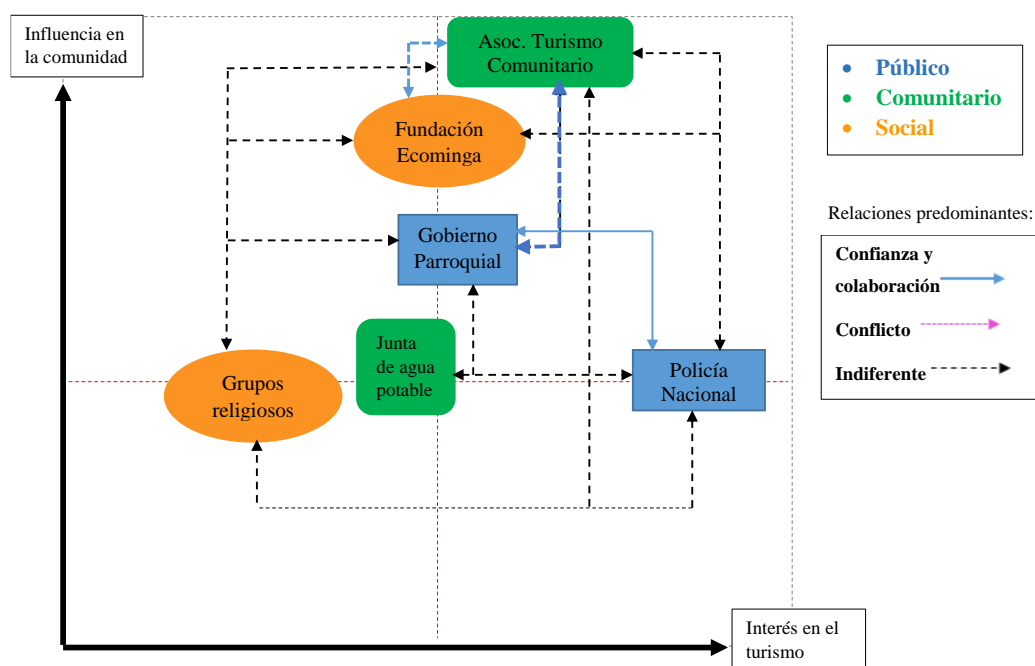 Influencia en
la comunidad
Asoc. Turismo
Comunitario
Fundación
Ecominga
Gobierno
Parroquial
Junta
de agua
potable
Grupos
religiosos
Policía
Nacional
Interés en el
turismo
• Público
• Comunitario
• Social
Relaciones predominantes:
Confianza y
colaboración
Conflicto
Indiferente